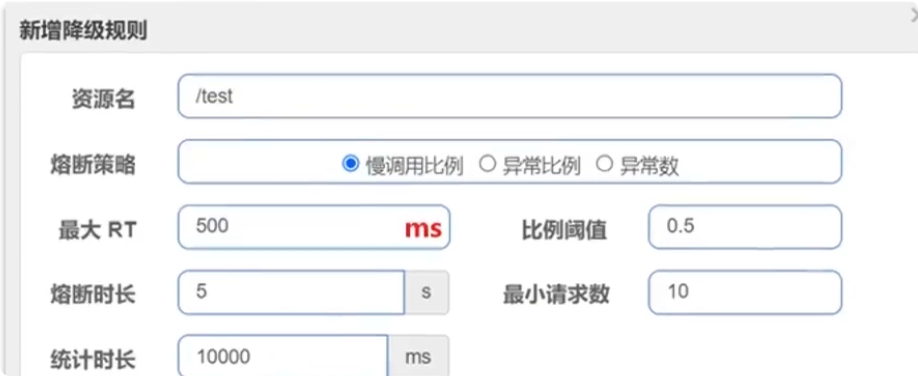 新增降级规则
资源名 /test
熔断策略 慢调用比例 异常比例 异常数
最大 RT 500 ms 比例阈值 0.5
熔断时长 5 s 最小请求数 10
统计时长 10000 ms